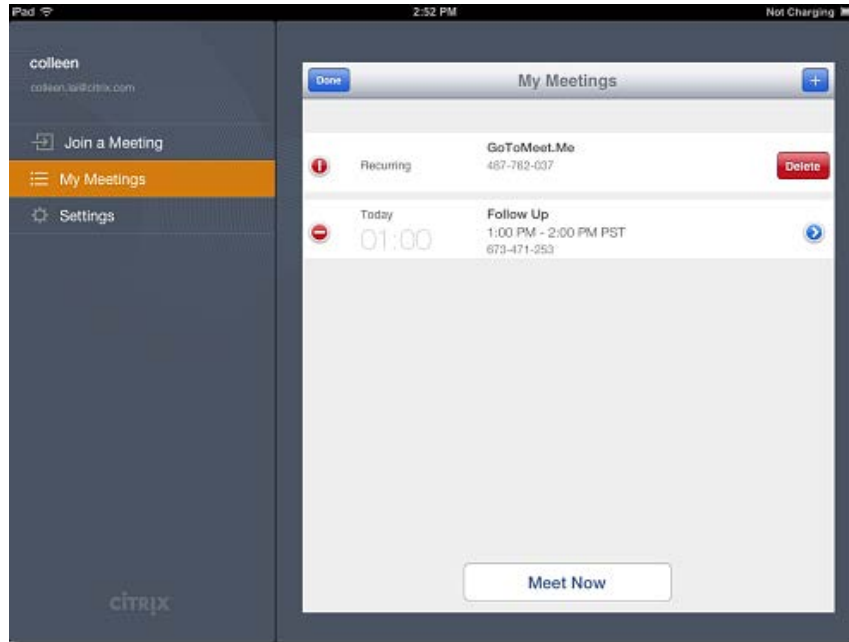 iPad 2:52 PM Not Charging
colleen
Join a Meeting
My Meetings
Settings
CITRIX
Done My Meetings +
GoToMeet.Me
Recurring 467-762-037 Delete
Today Follow Up
01:00 1:00 PM - 2:00 PM PST
673-471-253
Meet Now